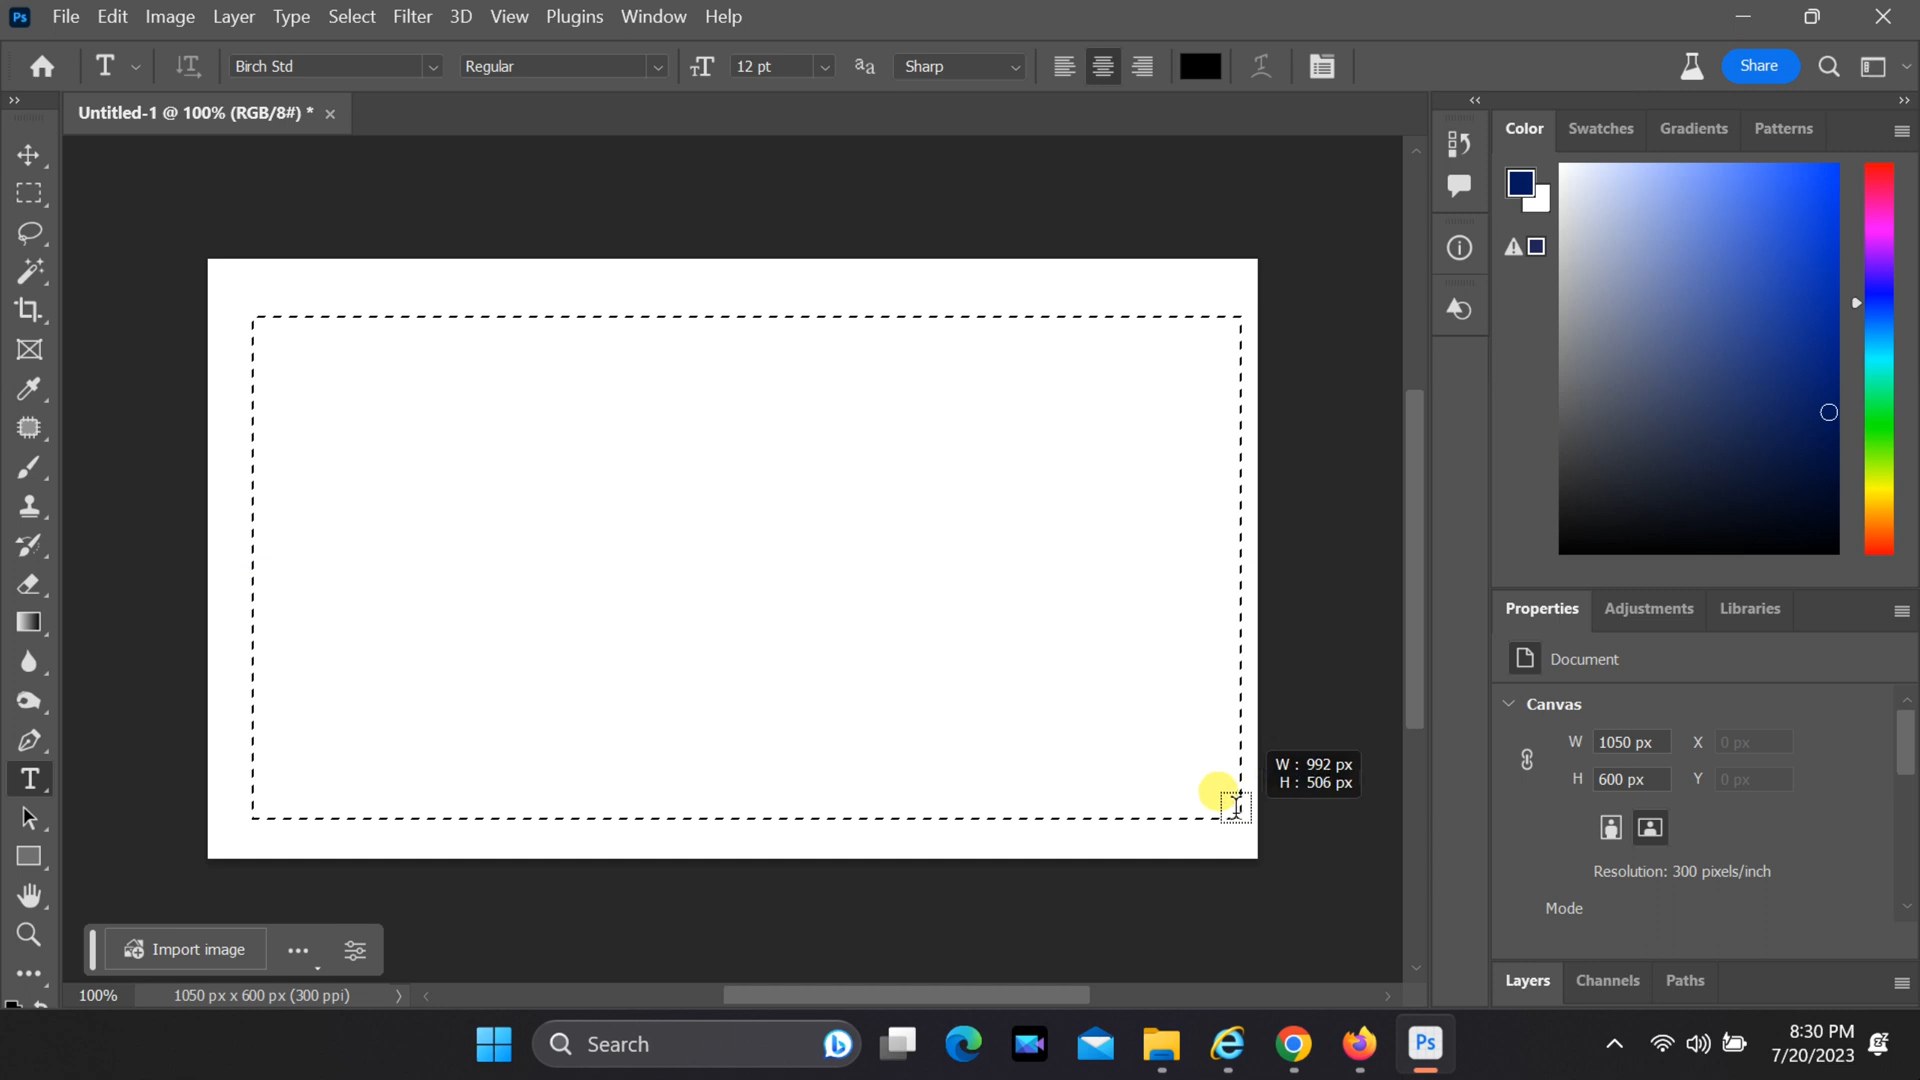 Ps File Edit Image Layer Type Select Filter 3D View Plugins Window Help
T Birch Std Regular 12 pt aa Sharp Share
Untitled-1 @ 100% (RGB/8#) *
Color Swatches Gradients Patterns
T
W : 992 px
H : 506 px
Properties Adjustments Libraries
Document
Canvas
W 1050 px X 0 px
H 600 px Y 0 px
Resolution: 300 pixels/inch
Mode
Import image
100% 1050 px x 600 px (300 ppi)
Layers Channels Paths
Search
Ps
8:30 PM
7/20/2023